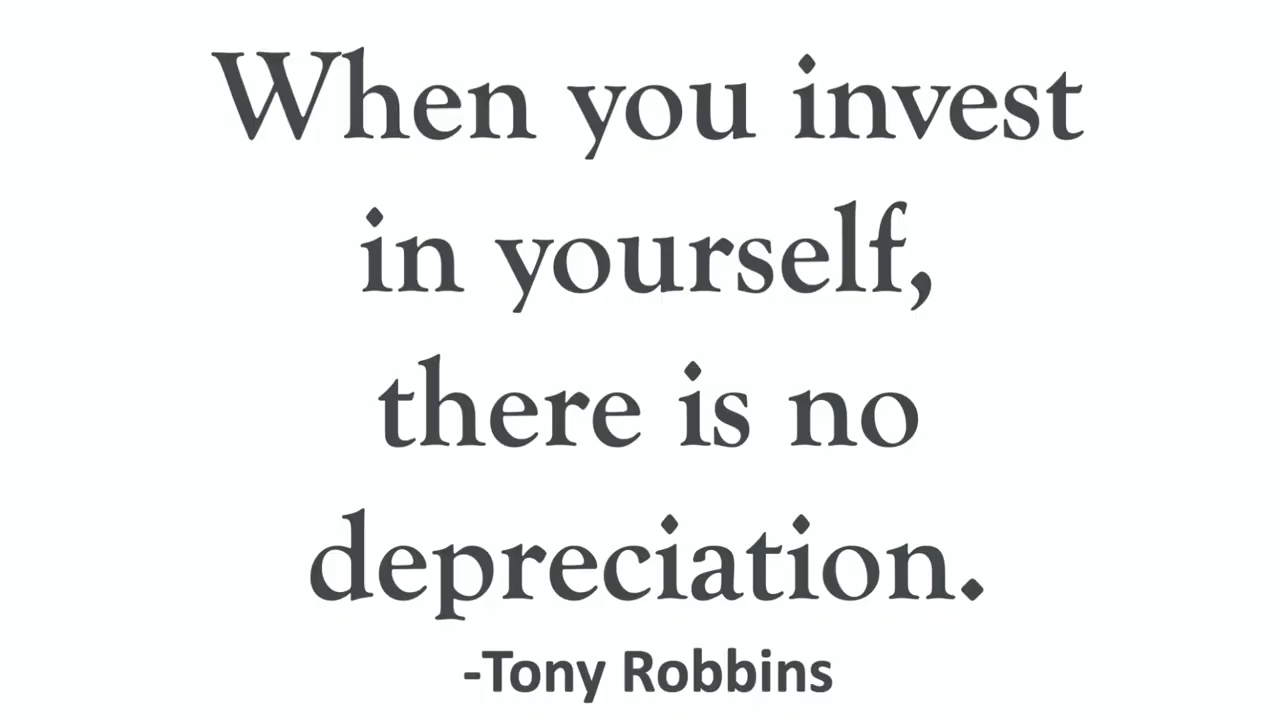 When you invest
in yourself,
there is no
depreciation.
-Tony Robbins